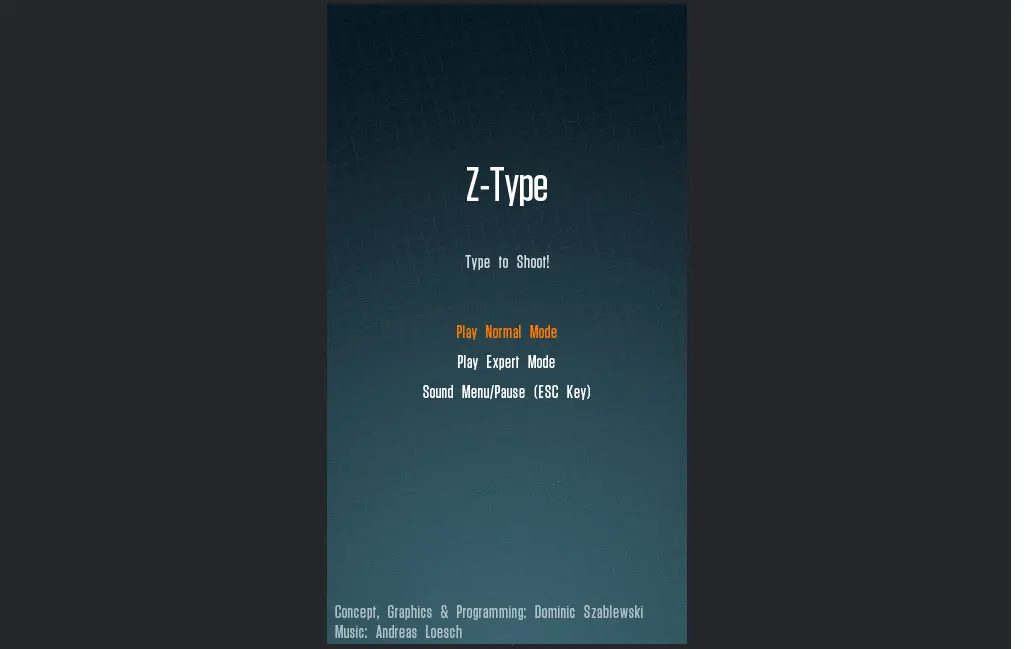 Z-Type
Type to Shoot!
Play Normal Mode
Play Expert Mode
Sound Menu/Pause (ESC Key)
Concept, Graphics & Programming: Dominic Szablewski
Music: Andreas Loesch